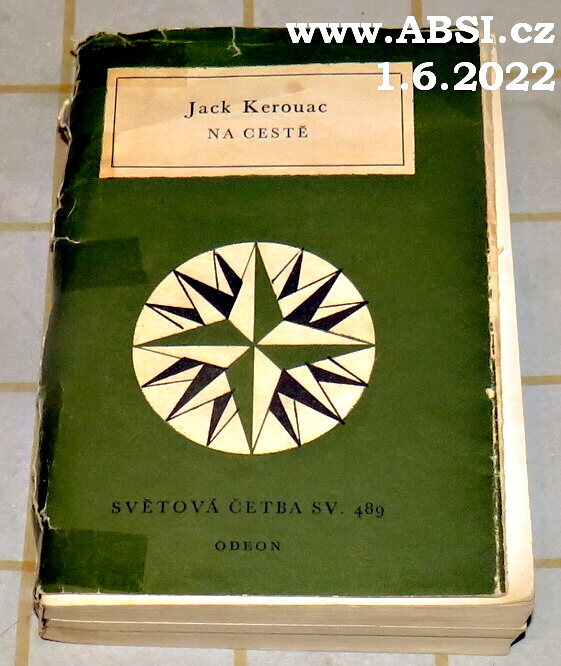 www.ABSI.cz
1.6.2022
Jack Kerouac
NA CESTĚ
SVĚTOVÁ ČETBA SV. 489
ODEON